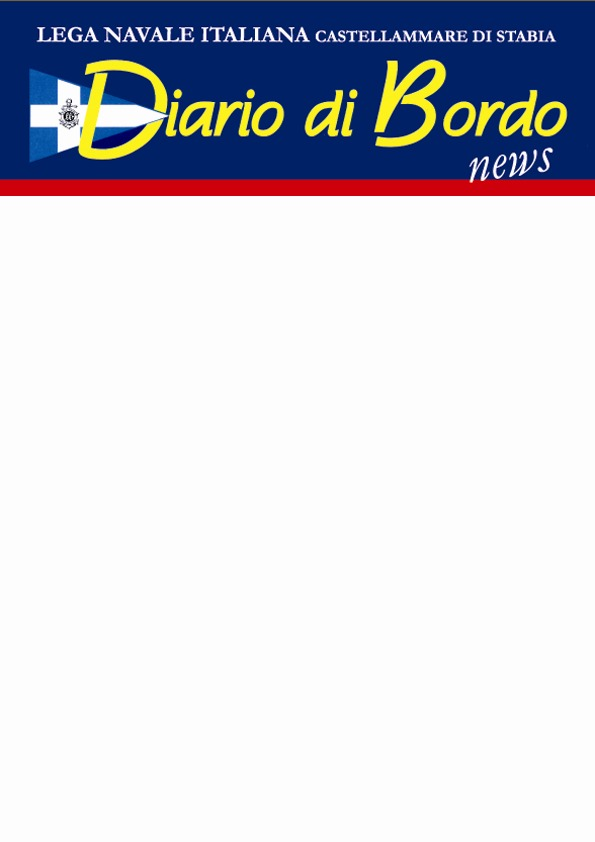 LEGA NAVALE ITALIANA CASTELLAMMARE DI STABIA
Diario di Bordo
news